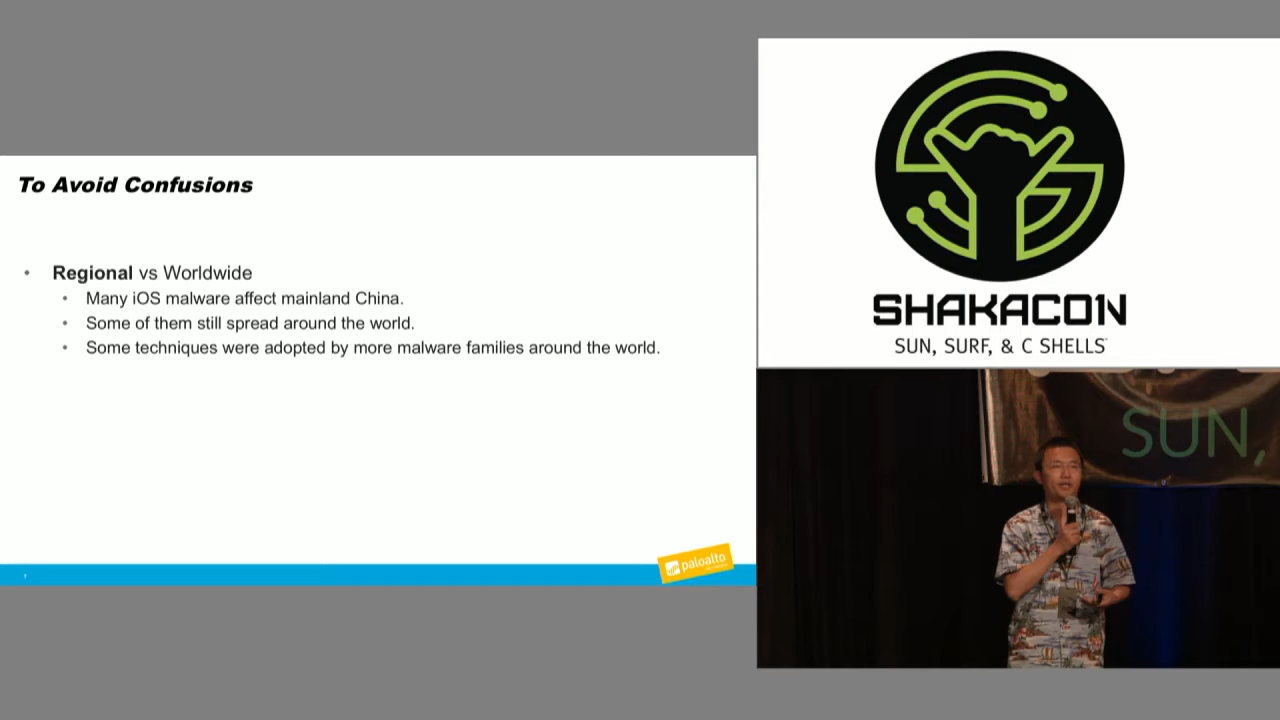 To Avoid Confusions
• Regional vs Worldwide
• Many iOS malware affect mainland China.
• Some of them still spread around the world.
• Some techniques were adopted by more malware families around the world.
paloalto
SHAKACON
SUN, SURF, & C SHELLS
SUN,